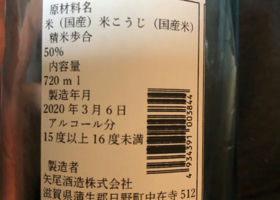 原材料名
米（国産）米こうじ（国産米）
精米歩合
50%
内容量
720ml
製造年月
2020年3月6日
アルコール分
15度以上16度未満
製造者
矢尾酒造株式会社
滋賀県蒲生郡日野町中在寺512
4934391003844